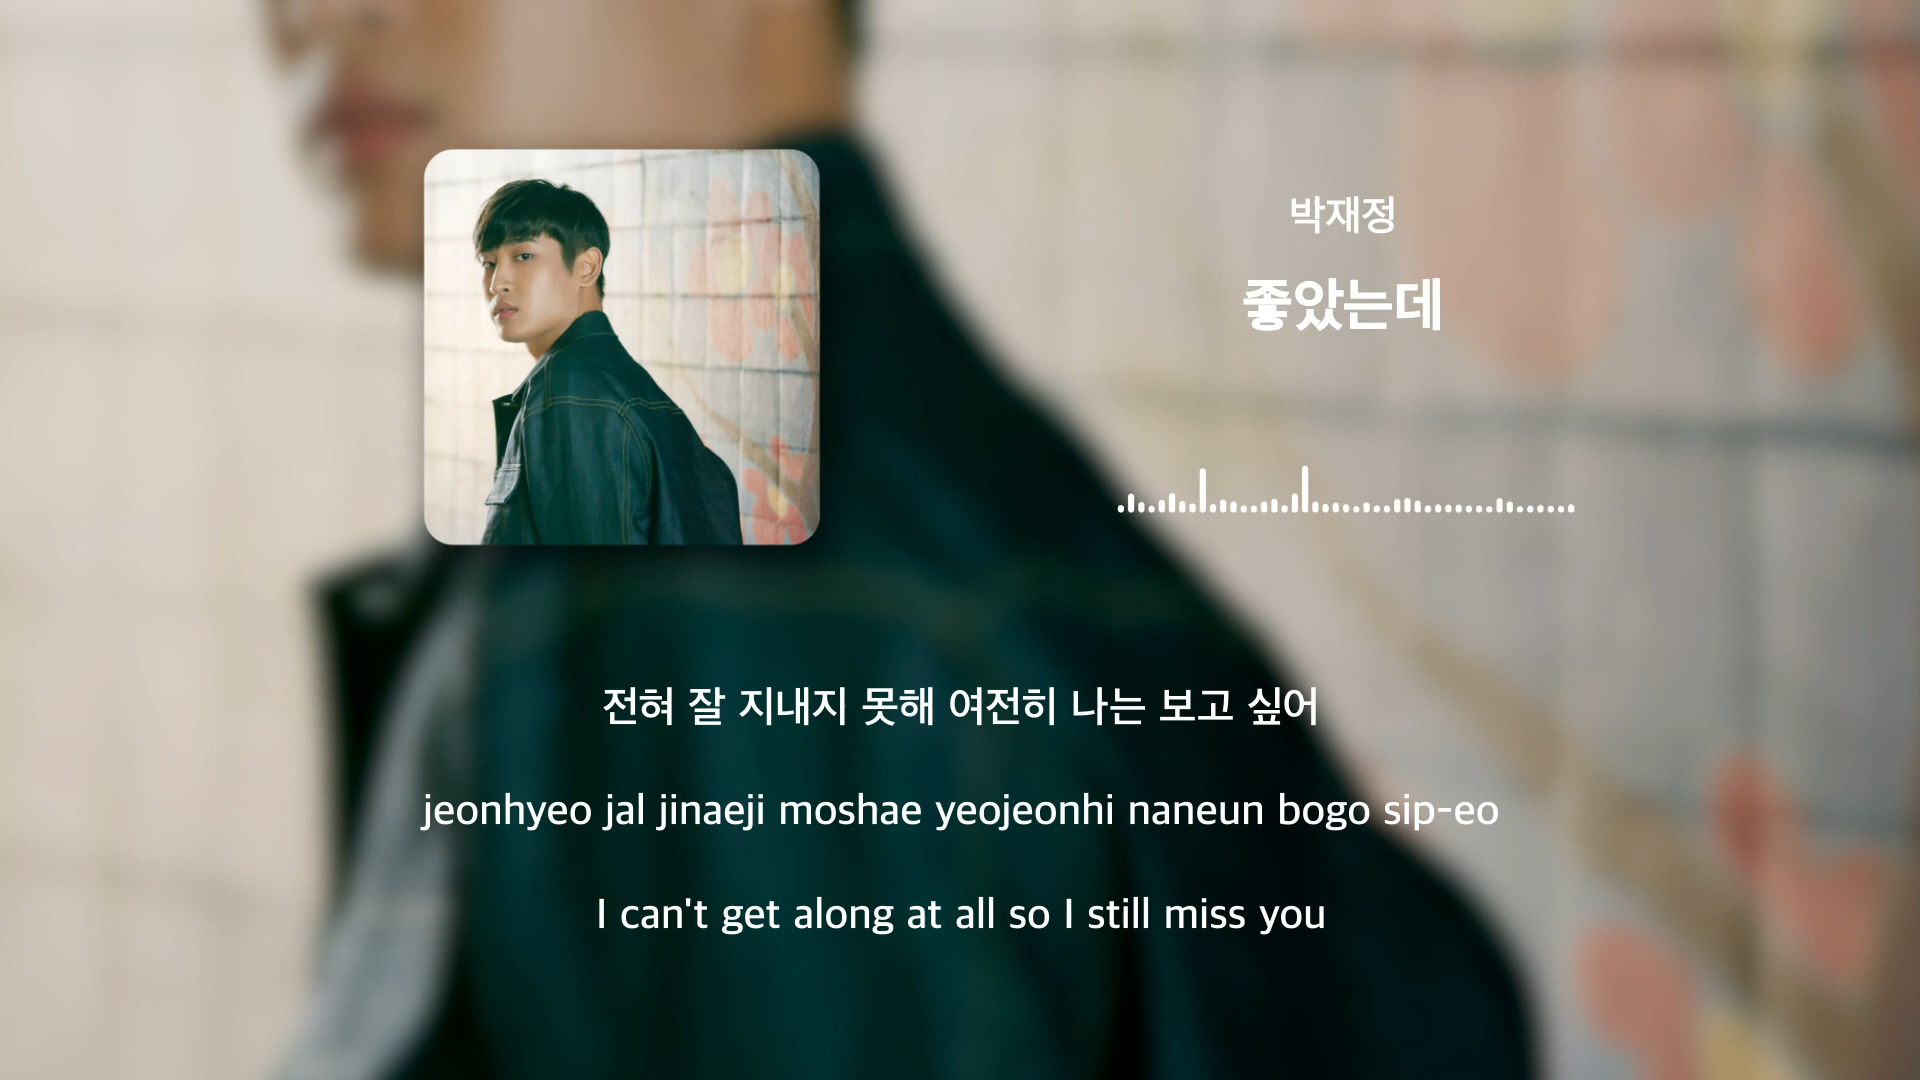 박재정
좋았는데
전혀 잘 지내지 못해 여전히 나는 보고 싶어
jeonhyeo jal jinaeji moshae yeojeonhi naneun bogo sip-eo
I can't get along at all so I still miss you